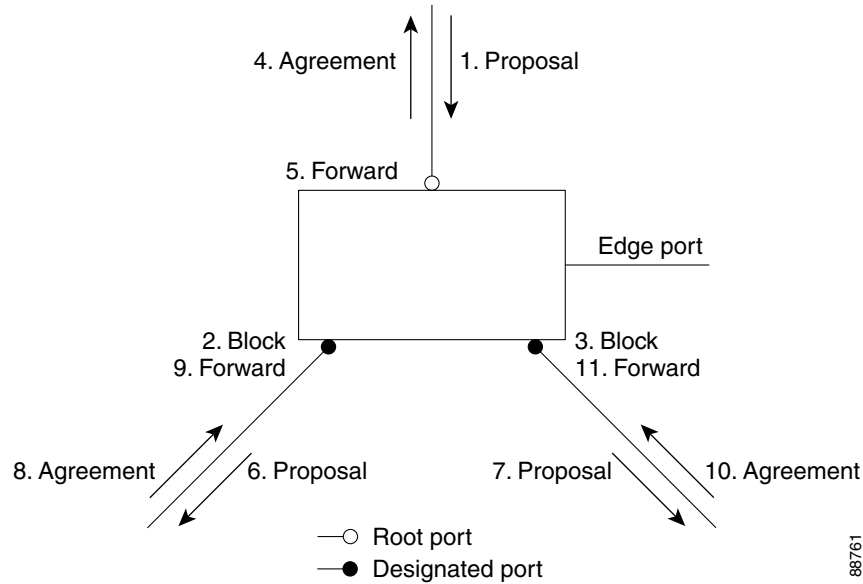 4. Agreement
1. Proposal
5. Forward
Edge port
2. Block
9. Forward
3. Block
11. Forward
8. Agreement
6. Proposal
7. Proposal
10. Agreement
Root port
Designated port
88761